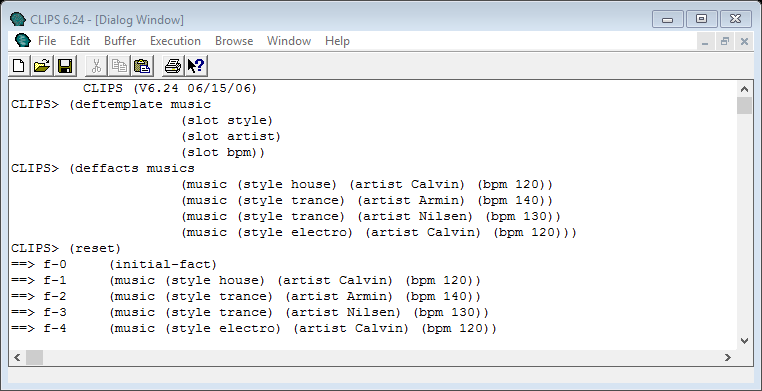 CLIPS 6.24 - [Dialog Window]
File Edit Buffer Execution Browse Window Help
CLIPS (V6.24 06/15/06)
CLIPS> (deftemplate music
(slot style)
(slot artist)
(slot bpm))
CLIPS> (deffacts musics
(music (style house) (artist Calvin) (bpm 120))
(music (style trance) (artist Armin) (bpm 140))
(music (style trance) (artist Nilsen) (bpm 130))
(music (style electro) (artist Calvin) (bpm 120)))
CLIPS> (reset)
==> f-0 (initial-fact)
==> f-1 (music (style house) (artist Calvin) (bpm 120))
==> f-2 (music (style trance) (artist Armin) (bpm 140))
==> f-3 (music (style trance) (artist Nilsen) (bpm 130))
==> f-4 (music (style electro) (artist Calvin) (bpm 120))